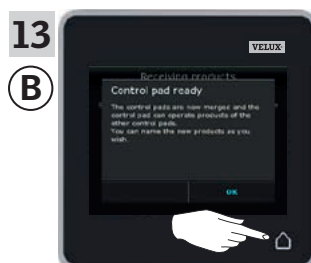 13
VELUX
B
Receiving products
Control pad ready
The control pads are now merged and the
control pad can operate products of the
other control pads.
You can name the new products as you
wish.
OK